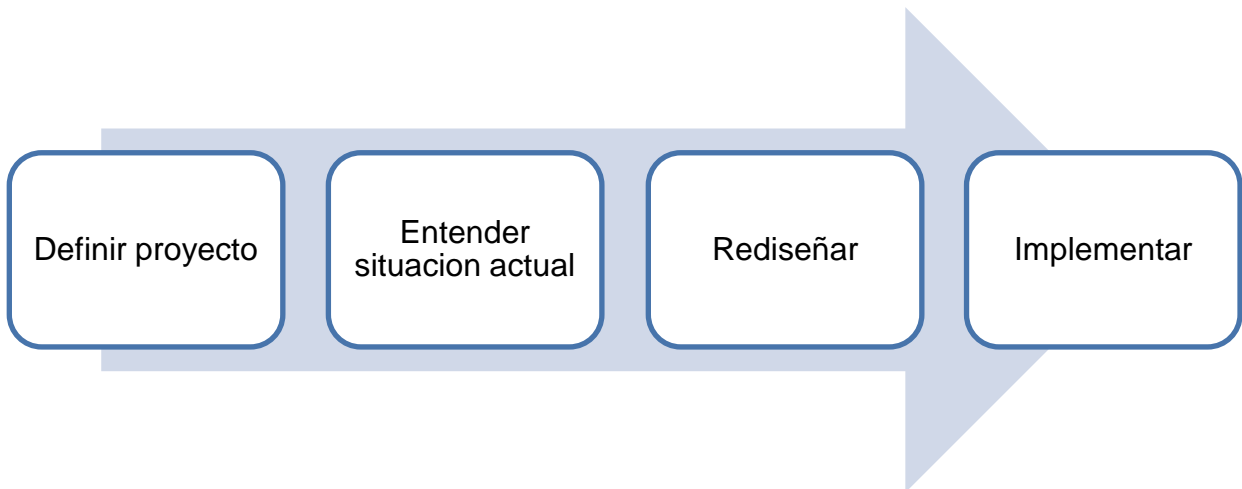 Definir proyecto
Entender
situacion actual
Rediseñar
Implementar